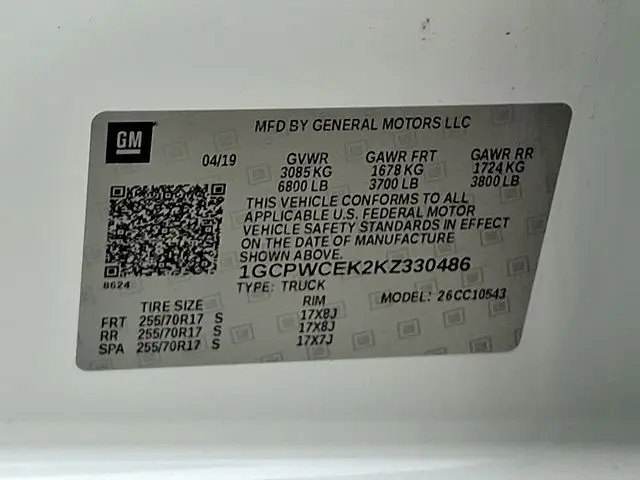 GM
MFD BY GENERAL MOTORS LLC
04/19 GVWR GAWR FRT GAWR RR
3085 KG 1678 KG 1724 KG
6800 LB 3700 LB 3800 LB
THIS VEHICLE CONFORMS TO ALL
APPLICABLE U.S. FEDERAL MOTOR
VEHICLE SAFETY STANDARDS IN EFFECT
ON THE DATE OF MANUFACTURE
SHOWN ABOVE.
1GCPWCEK2KZ330486
8624
TYPE: TRUCK MODEL: 26CC10543
TIRE SIZE RIM
FRT 255/70R17 S 17X8J
RR 255/70R17 S 17X8J
SPA 255/70R17 S 17X7J